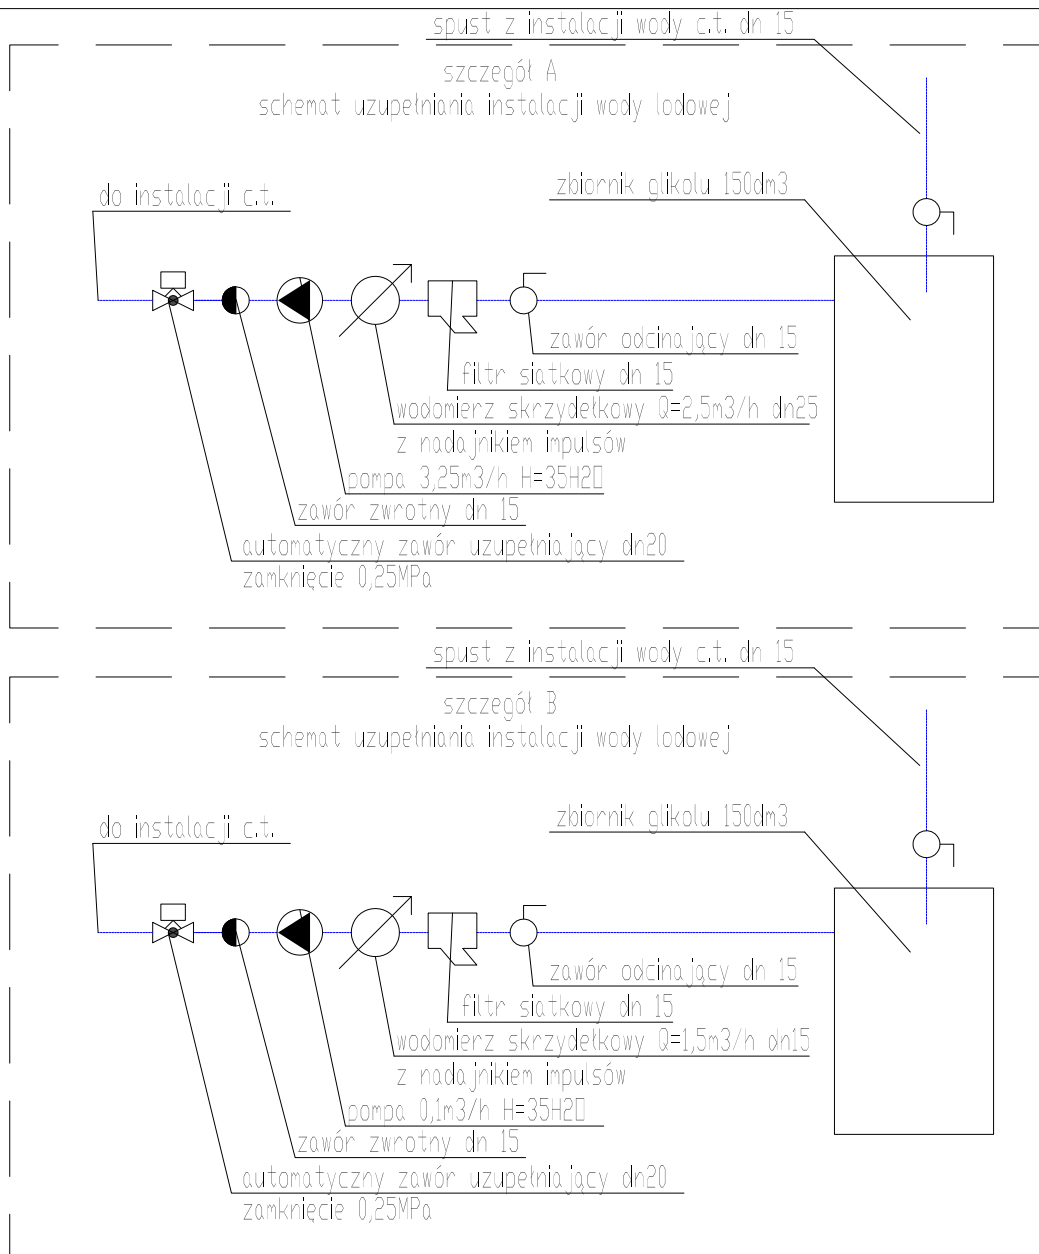 spust z instalacji wody c.t. dn 15
szczegół A
schemat uzupełniania instalacji wody lodowej
do instalacji c.t.
zbiornik glikolu 150dm3
zawór odcinający dn 15
filtr siatkowy dn 15
wodomierz skrzydełkowy Q=2,5m3/h dn25
z nadajnikiem impulsów
pompa 3,25m3/h H=35H2O
zawór zwrotny dn 15
automatyczny zawór uzupełniający dn20
zamknięcie 0,25MPa
spust z instalacji wody c.t. dn 15
szczegół B
schemat uzupełniania instalacji wody lodowej
do instalacji c.t.
zbiornik glikolu 150dm3
zawór odcinający dn 15
filtr siatkowy dn 15
wodomierz skrzydełkowy Q=1,5m3/h dn15
z nadajnikiem impulsów
pompa 0,1m3/h H=35H2O
zawór zwrotny dn 15
automatyczny zawór uzupełniający dn20
zamknięcie 0,25MPa